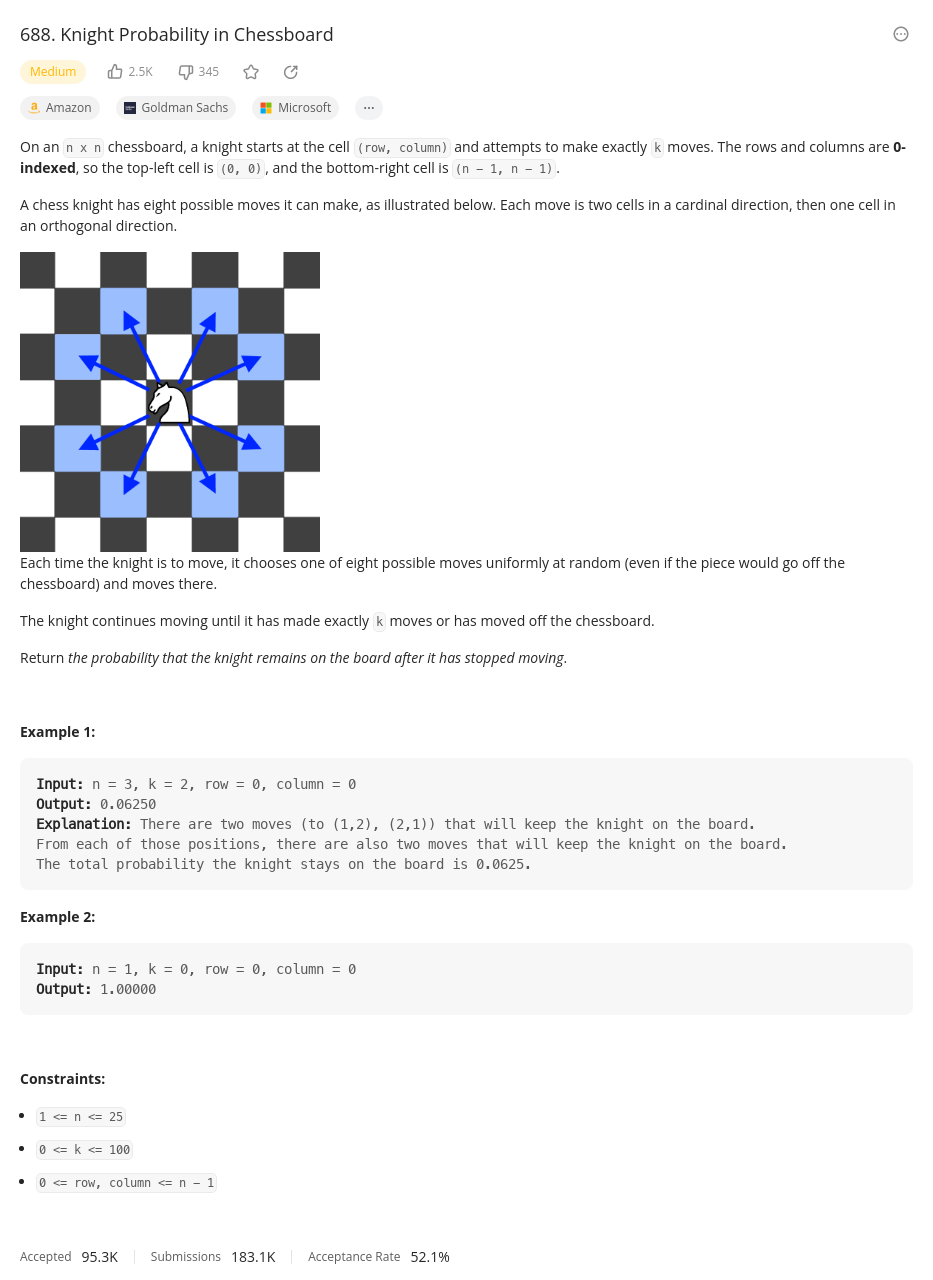 688. Knight Probability in Chessboard
Medium 2.5K 345
Amazon Goldman Sachs Microsoft ...
On an n x n chessboard, a knight starts at the cell (row, column) and attempts to make exactly k moves. The rows and columns are 0-
indexed, so the top-left cell is (0, 0), and the bottom-right cell is (n − 1, n − 1).
A chess knight has eight possible moves it can make, as illustrated below. Each move is two cells in a cardinal direction, then one cell in
an orthogonal direction.
Each time the knight is to move, it chooses one of eight possible moves uniformly at random (even if the piece would go off the
chessboard) and moves there.
The knight continues moving until it has made exactly k moves or has moved off the chessboard.
Return the probability that the knight remains on the board after it has stopped moving.
Example 1:
Input: n = 3, k = 2, row = 0, column = 0
Output: 0.06250
Explanation: There are two moves (to (1,2), (2,1)) that will keep the knight on the board.
From each of those positions, there are also two moves that will keep the knight on the board.
The total probability the knight stays on the board is 0.0625.
Example 2:
Input: n = 1, k = 0, row = 0, column = 0
Output: 1.00000
Constraints:
• 1 <= n <= 25
• 0 <= k <= 100
• 0 <= row, column <= n − 1
Accepted 95.3K Submissions 183.1K Acceptance Rate 52.1%